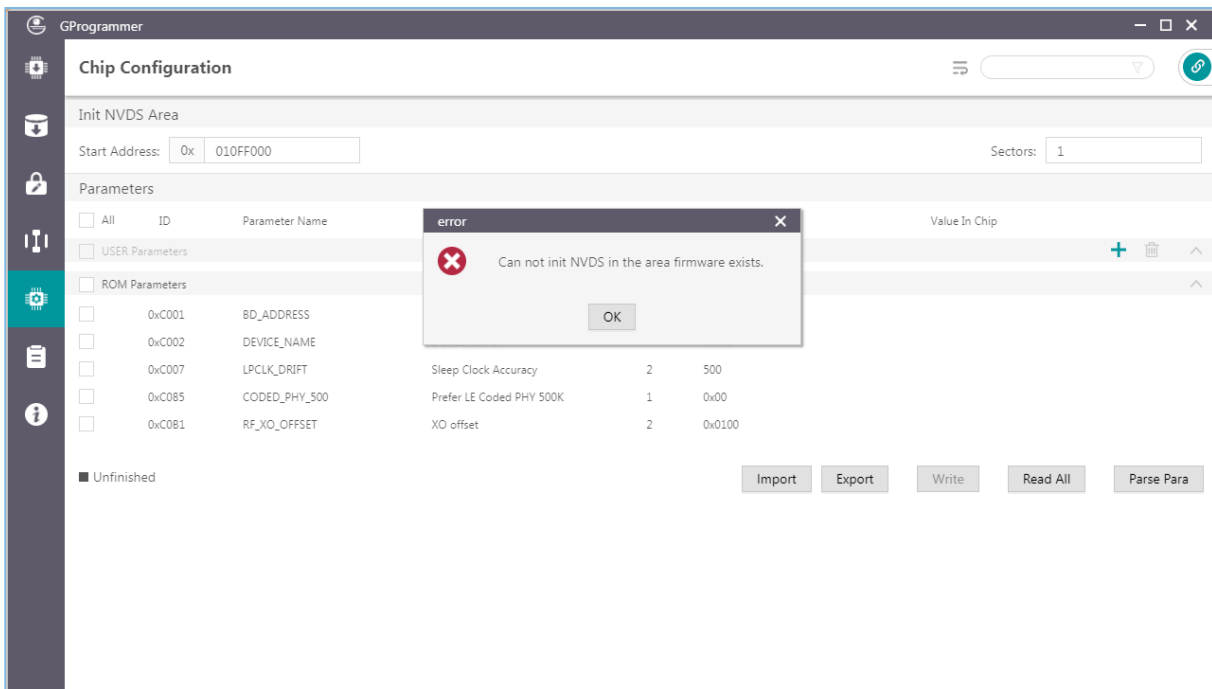 GProgrammer
Chip Configuration
Init NVDS Area
Start Address: 0x 010FF000 Sectors: 1
Parameters
All ID Parameter Name Value In Chip
USER Parameters
ROM Parameters
error
Can not init NVDS in the area firmware exists.
OK
0xC001 BD_ADDRESS
0xC002 DEVICE_NAME
0xC007 LPCLK_DRIFT Sleep Clock Accuracy 2 500
0xC085 CODED_PHY_500 Prefer LE Coded PHY 500K 1 0x00
0xC0B1 RF_XO_OFFSET XO offset 2 0x0100
Unfinished Import Export Write Read All Parse Para